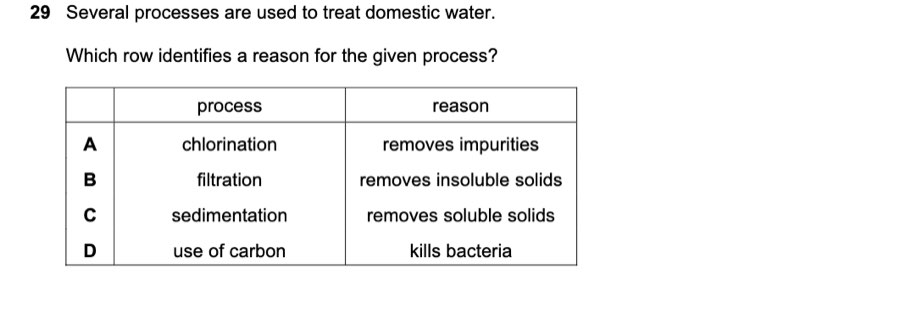 29 Several processes are used to treat domestic water.
Which row identifies a reason for the given process?
process reason
A chlorination removes impurities
B filtration removes insoluble solids
C sedimentation removes soluble solids
D use of carbon kills bacteria